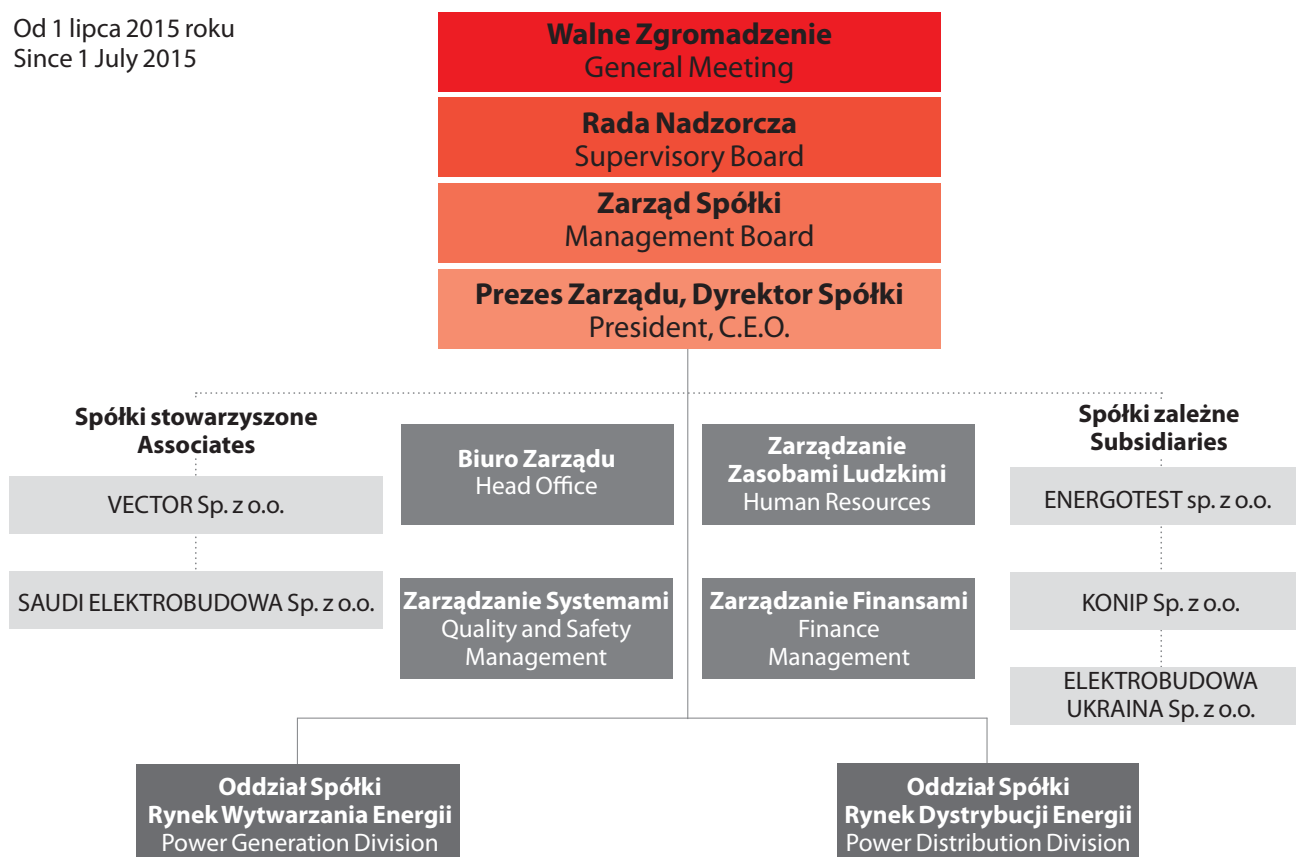 Od 1 lipca 2015 roku
Since 1 July 2015
Walne Zgromadzenie
General Meeting
Rada Nadzorcza
Supervisory Board
Zarząd Spółki
Management Board
Prezes Zarządu, Dyrektor Spółki
President, C.E.O.
Spółki stowarzyszone
Associates
VECTOR Sp. z o.o.
SAUDI ELEKTROBUDOWA Sp. z o.o.
Biuro Zarządu
Head Office
Zarządzanie
Zasobami Ludzkimi
Human Resources
Zarządzanie Systemami
Quality and Safety
Management
Zarządzanie Finansami
Finance
Management
Spółki zależne
Subsidiaries
ENERGOTEST sp. z o.o.
KONIP Sp. z o.o.
ELEKTROBUDOWA
UKRAINA Sp. z o.o.
Oddział Spółki
Rynek Wytwarzania Energii
Power Generation Division
Oddział Spółki
Rynek Dystrybucji Energii
Power Distribution Division